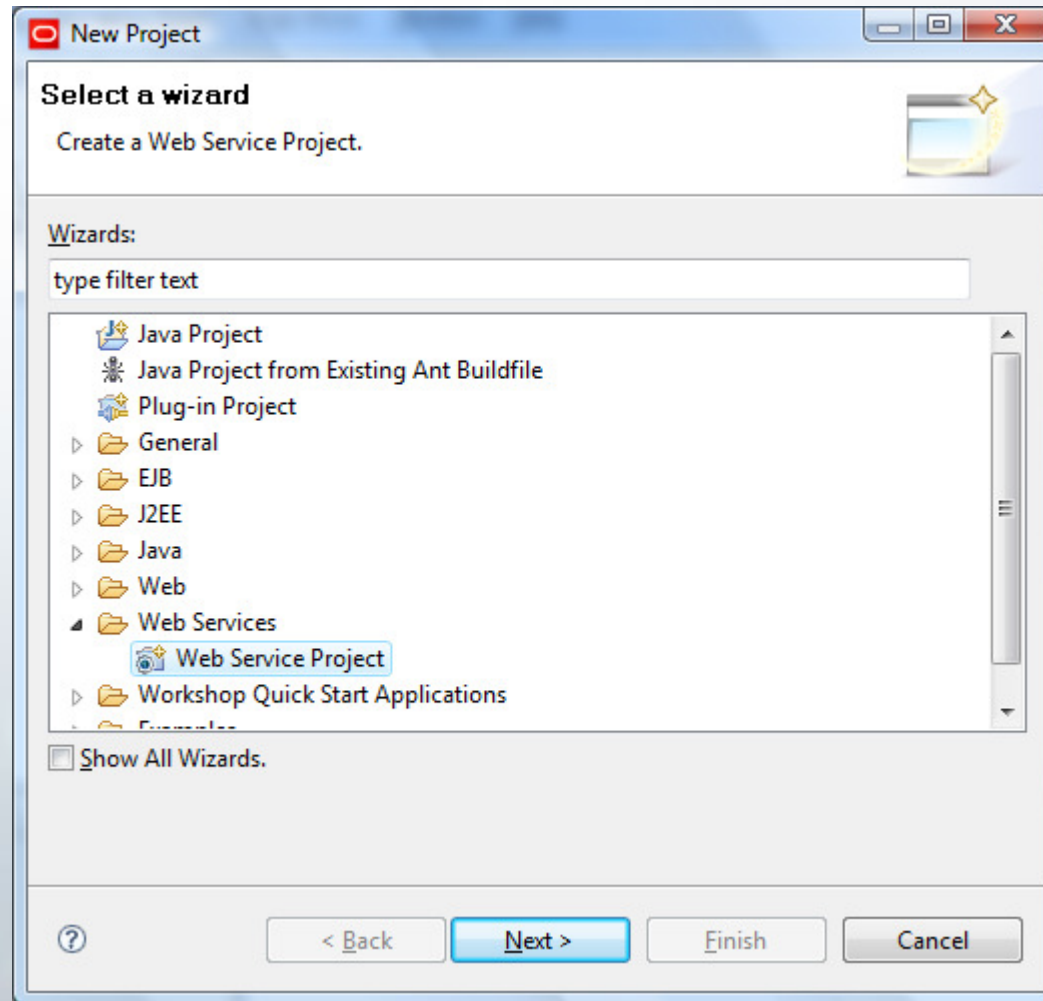 New Project
Select a wizard
Create a Web Service Project.
Wizards:
type filter text
Java Project
Java Project from Existing Ant Buildfile
Plug-in Project
General
EJB
J2EE
Java
Web
Web Services
Web Service Project
Workshop Quick Start Applications
Show All Wizards.
< Back Next > Finish Cancel